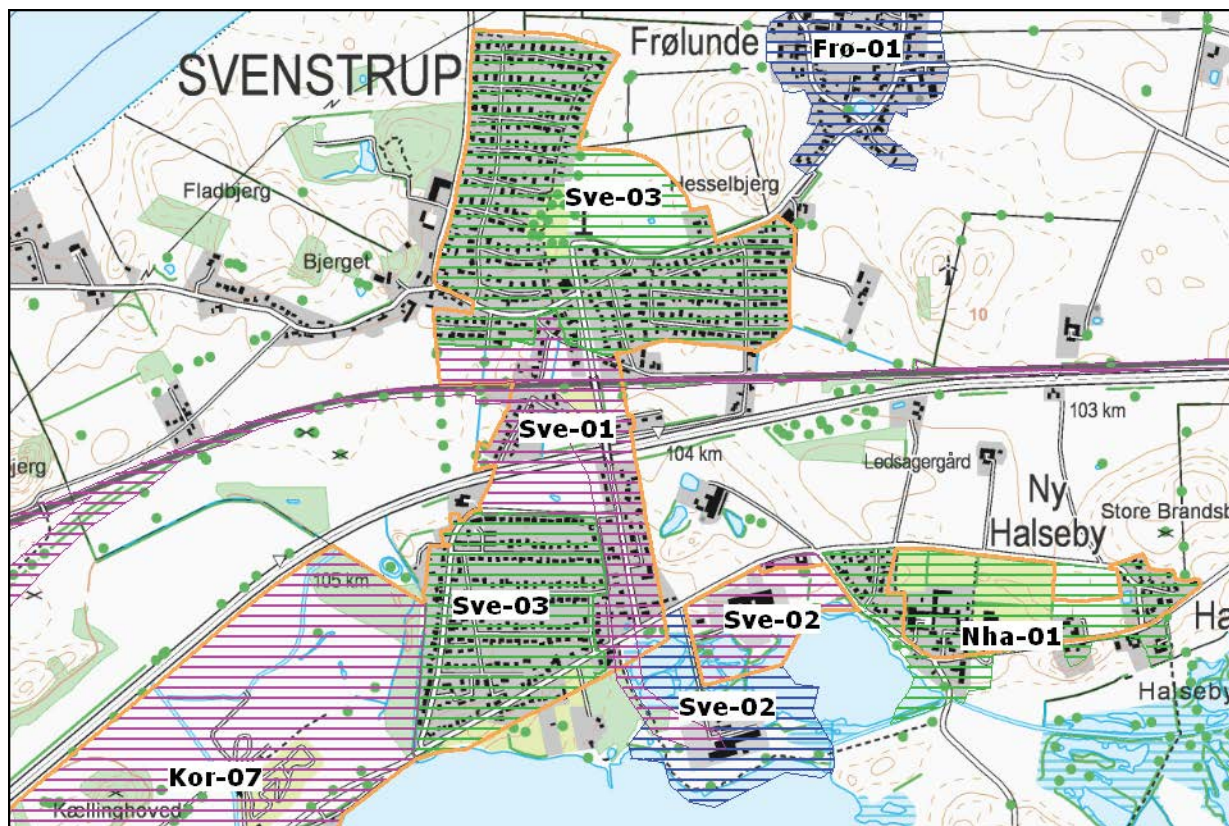 Frølunde
Frø-01
SVENSTRUP
Fladbjerg
Sve-03
Hesselbjerg
Bjerget
10
103 km
Sve-01
104 km
jerg
Ledsagergård
Ny
Halseby
Store Brandsb
105 km
Sve-03
Sve-02
Nha-01
Ha
Halseby
Sve-02
Kor-07
Kællinghoved